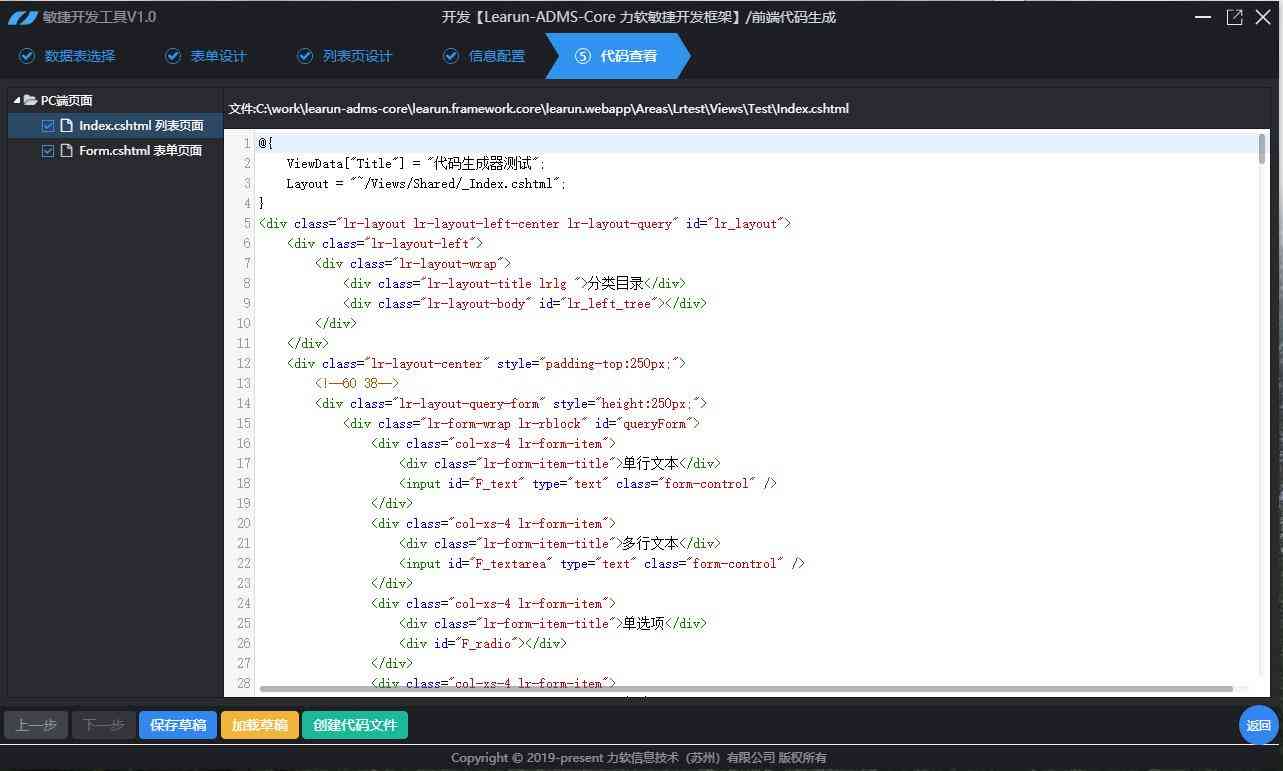 敏捷开发工具V1.0
开发【Learun-ADMS-Core 力软敏捷开发框架】/前端代码生成
数据表选择
表单设计
列表页设计
信息配置
5 代码查看
PC端页面
Index.cshtml 列表页面
Form.cshtml 表单页面
文件:C:\work\learun-adms-core\learun.framework.core\learun.webapp\Areas\Lrtest\Views\Test\Index.cshtml
1 @{
2 ViewData["Title"] = "代码生成器测试";
3 Layout = "~/Views/Shared/_Index.cshtml";
4 }
5 <div class="lr-layout lr-layout-left-center lr-layout-query" id="lr_layout">
6 <div class="lr-layout-left">
7 <div class="lr-layout-wrap">
8 <div class="lr-layout-title lrlg ">分类目录</div>
9 <div class="lr-layout-body" id="lr_left_tree"></div>
10 </div>
11 </div>
12 <div class="lr-layout-center" style="padding-top:250px;">
13 <!--60 38-->
14 <div class="lr-layout-query-form" style="height:250px;">
15 <div class="lr-form-wrap lr-rblock" id="queryForm">
16 <div class="col-xs-4 lr-form-item">
17 <div class="lr-form-item-title">单行文本</div>
18 <input id="F_text" type="text" class="form-control" />
19 </div>
20 <div class="col-xs-4 lr-form-item">
21 <div class="lr-form-item-title">多行文本</div>
22 <input id="F_textarea" type="text" class="form-control" />
23 </div>
24 <div class="col-xs-4 lr-form-item">
25 <div class="lr-form-item-title">单选项</div>
26 <div id="F_radio"></div>
27 </div>
28 <div class="col-xs-4 lr-form-item">
上一步
下一步
保存草稿
加载草稿
创建代码文件
返回
Copyright © 2019-present 力软信息技术（苏州）有限公司 版权所有